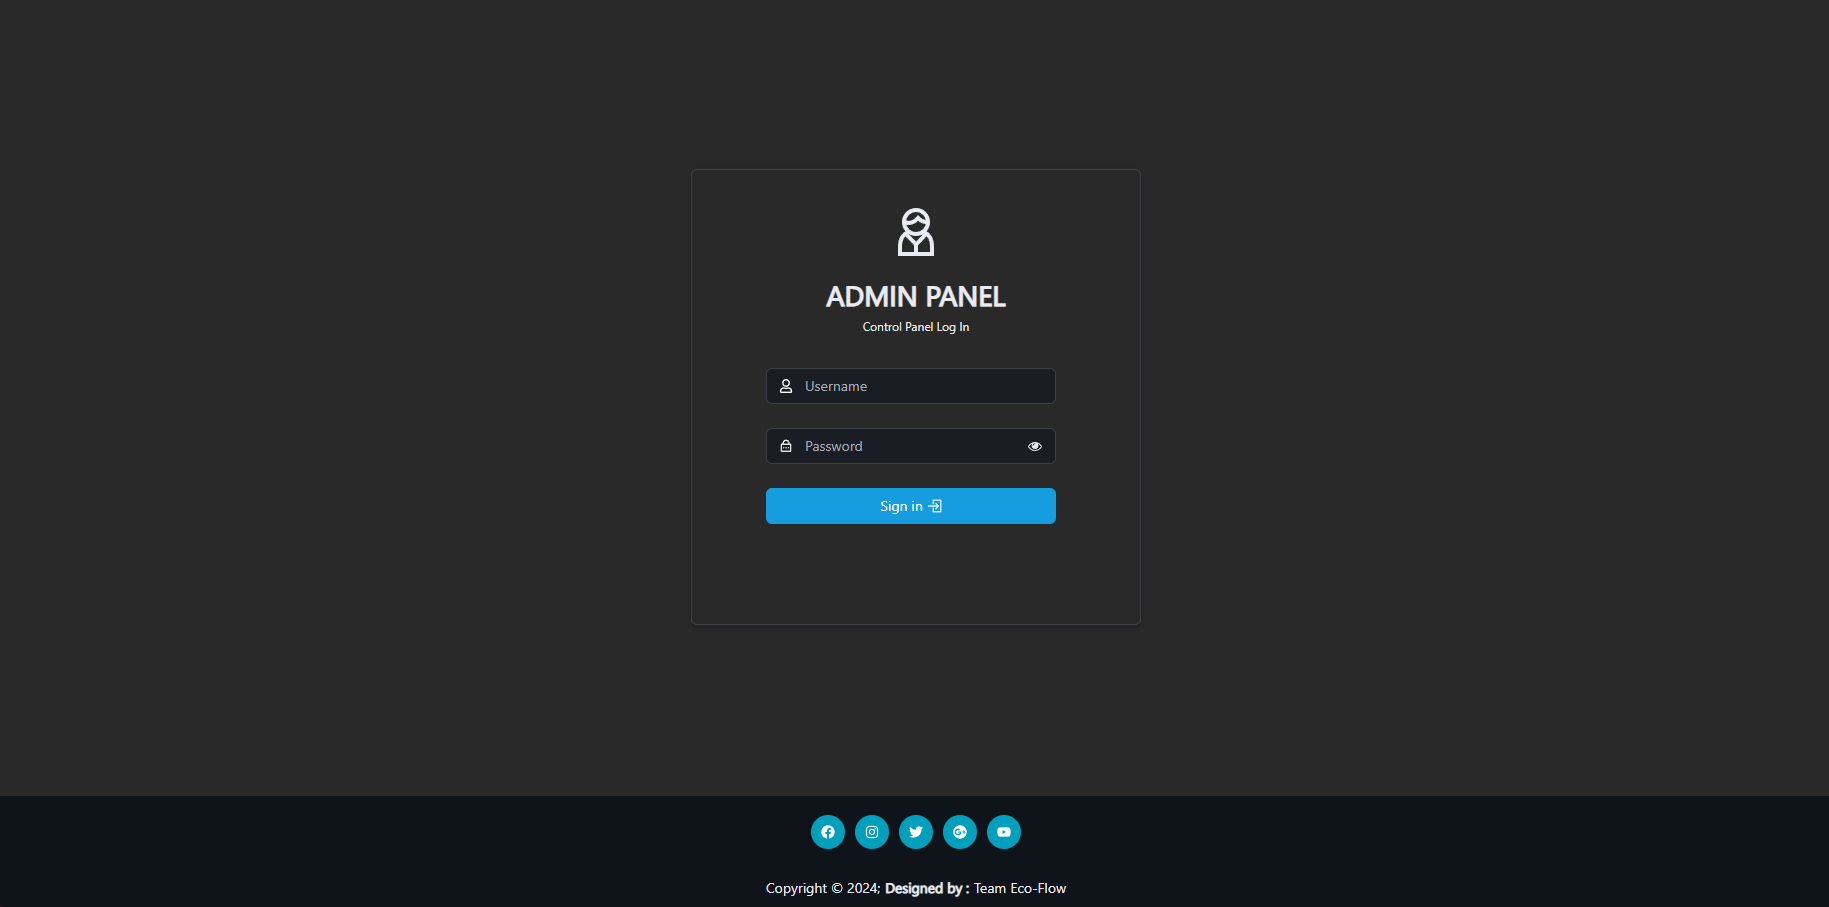 ADMIN PANEL
Control Panel Log In
Username
Password
Sign in
Copyright © 2024; Designed by : Team Eco-Flow